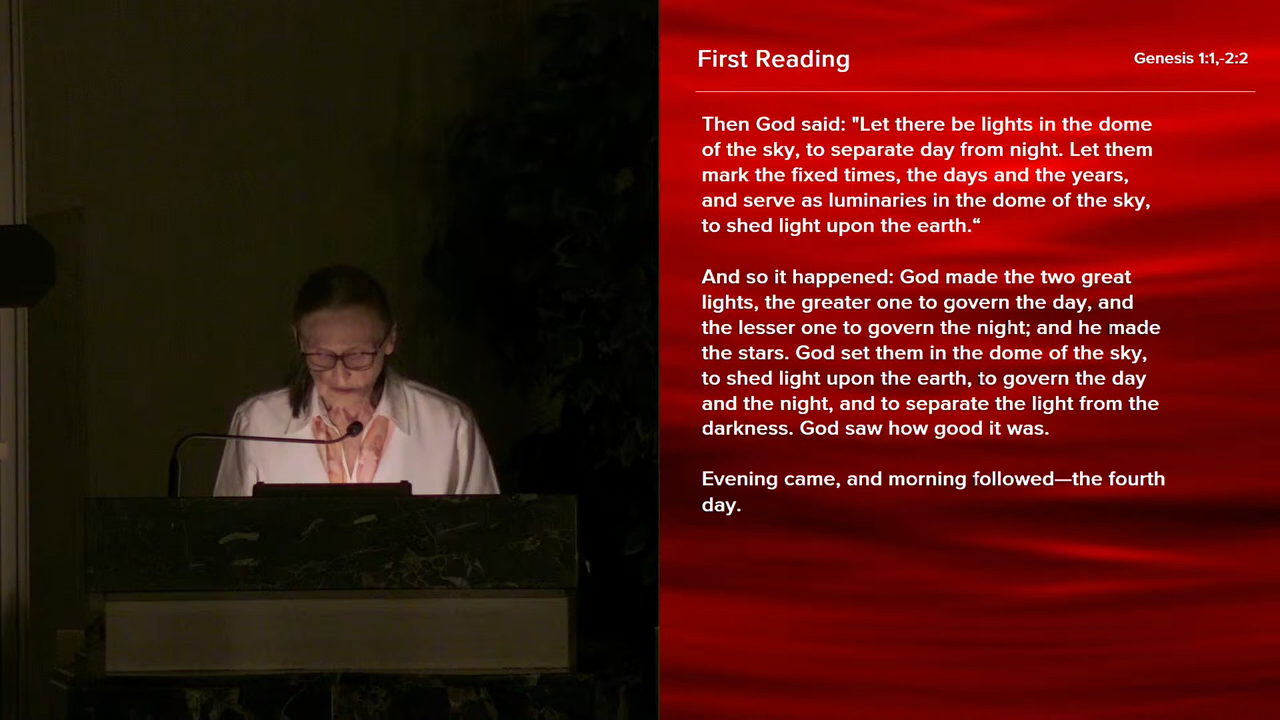 First Reading
Genesis 1:1,-2:2
Then God said: "Let there be lights in the dome
of the sky, to separate day from night. Let them
mark the fixed times, the days and the years,
and serve as luminaries in the dome of the sky,
to shed light upon the earth.“
And so it happened: God made the two great
lights, the greater one to govern the day, and
the lesser one to govern the night; and he made
the stars. God set them in the dome of the sky,
to shed light upon the earth, to govern the day
and the night, and to separate the light from the
darkness. God saw how good it was.
Evening came, and morning followed—the fourth
day.